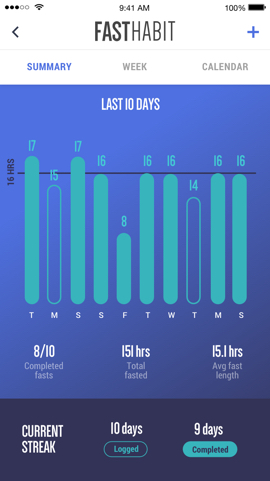 9:41 AM
100%
FASTHABIT
SUMMARY WEEK CALENDAR
LAST 10 DAYS
16 HRS
17 15 17 16 8 16 16 14 16 16
T M S S F T W T M S
8/10 151 hrs 15.1 hrs
Completed fasts
Total fasted
Avg fast length
CURRENT STREAK
10 days 9 days
Logged Completed